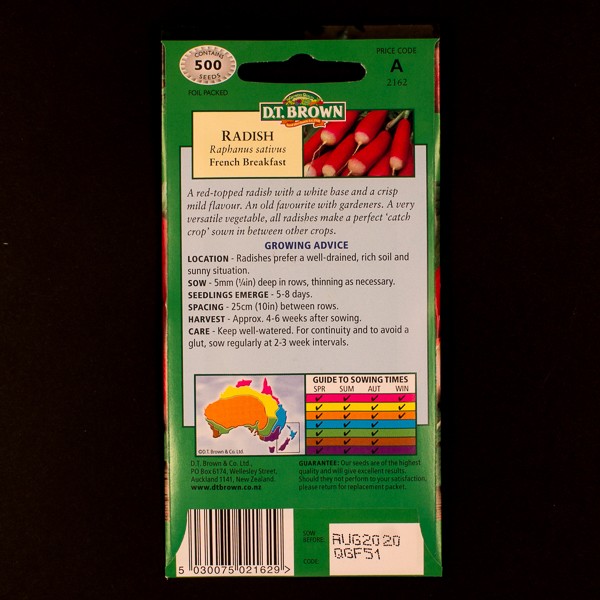 CONTAINS
500
SEEDS
FOIL PACKED
PRICE CODE
A
2162
D.T. BROWN
RADISH
Raphanus sativus
French Breakfast
A red-topped radish with a white base and a crisp
mild flavour. An old favourite with gardeners. A very
versatile vegetable, all radishes make a perfect 'catch
crop' sown in between other crops.
GROWING ADVICE
LOCATION - Radishes prefer a well-drained, rich soil and
sunny situation.
SOW - 5mm (¼in) deep in rows, thinning as necessary.
SEEDLINGS EMERGE - 5-8 days.
SPACING - 25cm (10in) between rows.
HARVEST - Approx. 4-6 weeks after sowing.
CARE - Keep well-watered. For continuity and to avoid a
glut, sow regularly at 2-3 week intervals.
GUIDE TO SOWING TIMES
SPR SUM AUT WIN
©D.T. Brown & Co Ltd.
D.T. Brown & Co. Ltd.,
PO Box 6174, Wellesley Street,
Auckland 1141, New Zealand.
www.dtbrown.co.nz
GUARANTEE: Our seeds are of the highest
quality and will give excellent results.
Should they not perform to your satisfaction,
please return for replacement packet.
5 030075 021629 >
SOW
BEFORE:
AUG2020
CODE:
QGF51